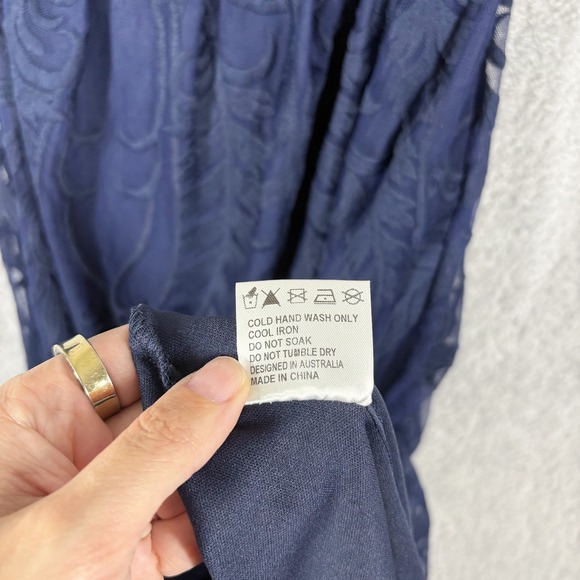 COLD HAND WASH ONLY
COOL IRON
DO NOT SOAK
DO NOT TUMBLE DRY
DESIGNED IN AUSTRALIA
MADE IN CHINA